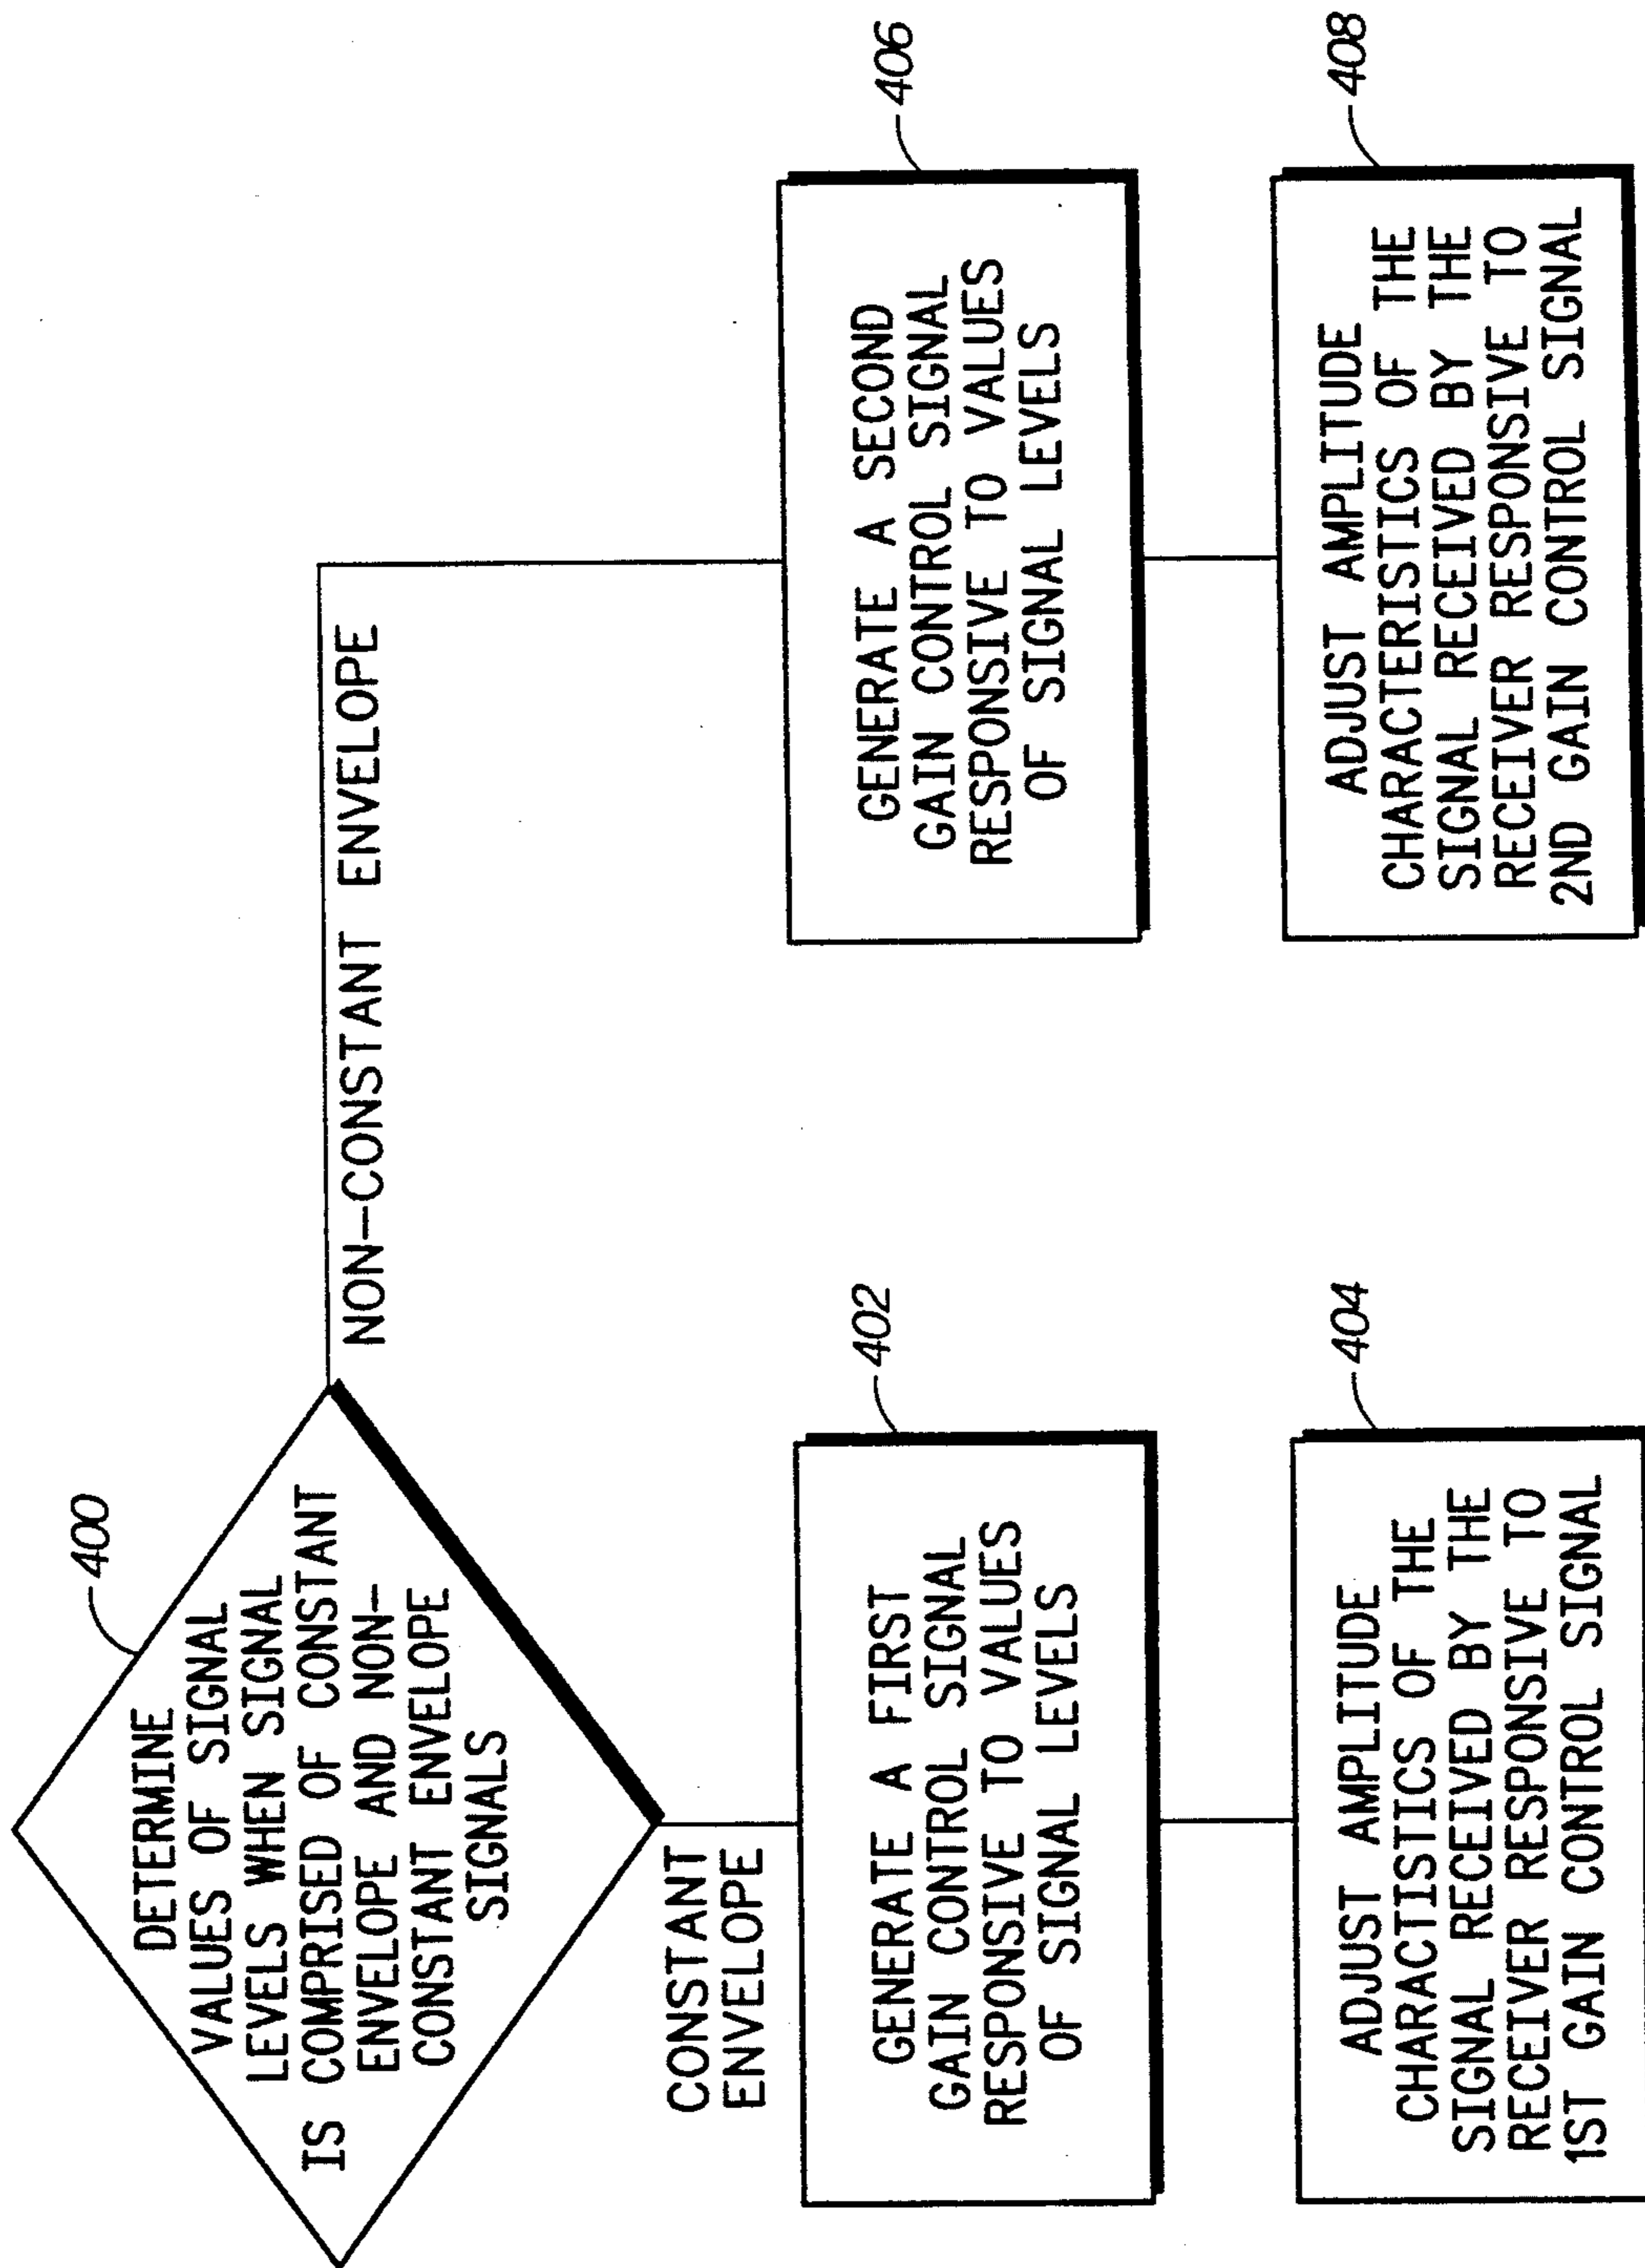 400
DETERMINE
VALUES OF SIGNAL
LEVELS WHEN SIGNAL
IS COMPRISED OF CONSTANT
ENVELOPE AND NON-
CONSTANT ENVELOPE
SIGNALS
NON-CONSTANT ENVELOPE
CONSTANT
ENVELOPE
402
GENERATE A FIRST
GAIN CONTROL SIGNAL
RESPONSIVE TO VALUES
OF SIGNAL LEVELS
404
ADJUST AMPLITUDE
CHARACTISTICS OF THE
SIGNAL RECEIVED BY THE
RECEIVER RESPONSIVE TO
1ST GAIN CONTROL SIGNAL
406
GENERATE A SECOND
GAIN CONTROL SIGNAL
RESPONSIVE TO VALUES
OF SIGNAL LEVELS
408
ADJUST AMPLITUDE
CHARACTERISTICS OF THE
SIGNAL RECEIVED BY THE
RECEIVER RESPONSIVE TO
2ND GAIN CONTROL SIGNAL